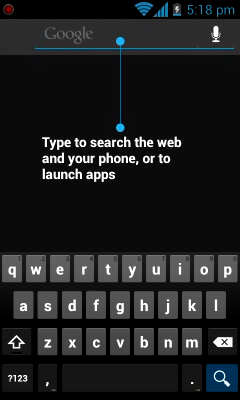 5:18 pm
Google
Type to search the web
and your phone, or to
launch apps
q w e r t y u i o p
a s d f g h j k l
z x c v b n m
?123 , .